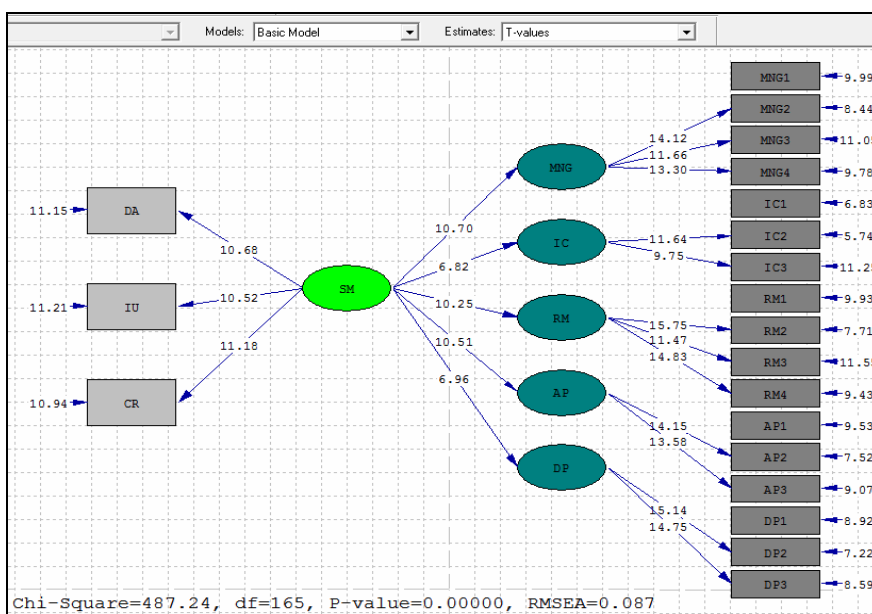 Models: Basic Model Estimates: T-values
MNG1 9.99
MNG2 8.44
14.12
MNG3 11.05
11.66
MNG MNG4 9.78
13.30
IC1 6.83
11.15 DA
10.70
IC2 5.74
11.64
IC
10.68
9.75
IC3 11.25
6.82
SM
RM1 9.93
11.21 IU 10.52
10.25
RM
15.75
RM2 7.71
11.47
11.18
10.51
RM3 11.55
14.83
6.96
AP
RM4 9.43
10.94 CR
AP1 9.53
14.15
13.58
AP2 7.52
DP
AP3 9.07
15.14
DP1 8.92
14.75
DP2 7.22
DP3 8.59
Chi-Square=487.24, df=165, P-value=0.00000, RMSEA=0.087